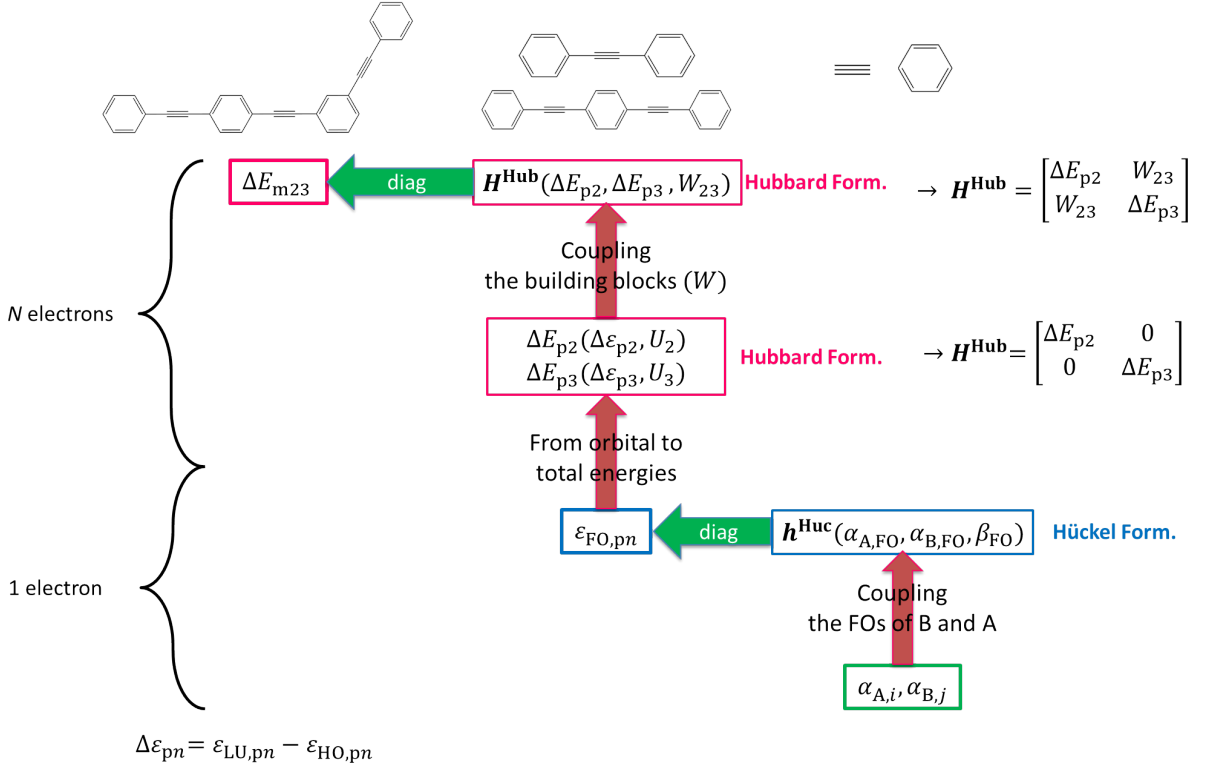 ΔE_m23
diag
H^Hub(ΔE_p2, ΔE_p3, W_23)
Hubbard Form.
→ H^Hub = [ΔE_p2 W_23
W_23 ΔE_p3]
Coupling
the building blocks (W)
N electrons
ΔE_p2(Δε_p2, U_2)
ΔE_p3(Δε_p3, U_3)
Hubbard Form.
→ H^Hub = [ΔE_p2 0
0 ΔE_p3]
From orbital to
total energies
ε_FO,pn
diag
h^Huc(α_A,FO, α_B,FO, β_FO)
Hückel Form.
1 electron
Coupling
the FOs of B and A
α_A,i, α_B,j
Δε_pn = ε_LU,pn − ε_HO,pn